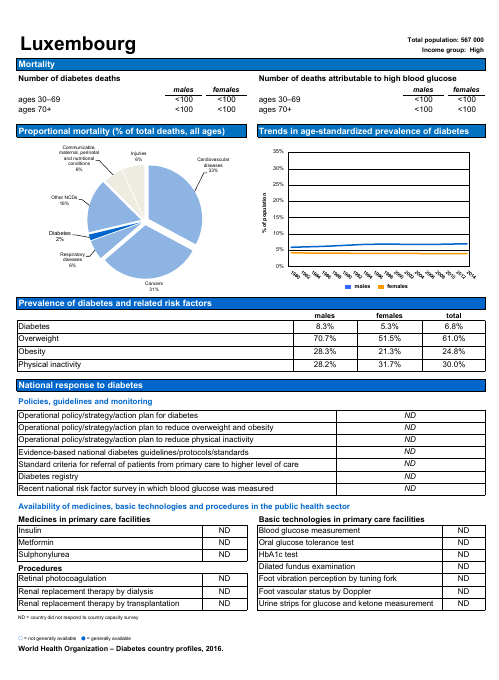 Luxembourg
Total population: 567 000
Income group: High
Mortality
Number of diabetes deaths
Number of deaths attributable to high blood glucose
males females
males females
ages 30–69 <100 <100
ages 30–69 <100 <100
ages 70+ <100 <100
ages 70+ <100 <100
Proportional mortality (% of total deaths, all ages)
Communicable, maternal, perinatal and nutritional conditions
6%
Injuries
6%
Cardiovascular diseases
33%
Other NCDs
16%
Diabetes
2%
Respiratory diseases
6%
Cancers
31%
Trends in age-standardized prevalence of diabetes
% of population
35%
30%
25%
20%
15%
10%
5%
0%
1980 1982 1984 1986 1988 1990 1992 1994 1996 1998 2000 2002 2004 2006 2008 2010 2012 2014
males females
Prevalence of diabetes and related risk factors
males females total
Diabetes 8.3% 5.3% 6.8%
Overweight 70.7% 51.5% 61.0%
Obesity 28.3% 21.3% 24.8%
Physical inactivity 28.2% 31.7% 30.0%
National response to diabetes
Policies, guidelines and monitoring
Operational policy/strategy/action plan for diabetes ND
Operational policy/strategy/action plan to reduce overweight and obesity ND
Operational policy/strategy/action plan to reduce physical inactivity ND
Evidence-based national diabetes guidelines/protocols/standards ND
Standard criteria for referral of patients from primary care to higher level of care ND
Diabetes registry ND
Recent national risk factor survey in which blood glucose was measured ND
Availability of medicines, basic technologies and procedures in the public health sector
Medicines in primary care facilities
Insulin ND
Metformin ND
Sulphonylurea ND
Procedures
Retinal photocoagulation ND
Renal replacement therapy by dialysis ND
Renal replacement therapy by transplantation ND
Basic technologies in primary care facilities
Blood glucose measurement ND
Oral glucose tolerance test ND
HbA1c test ND
Dilated fundus examination ND
Foot vibration perception by tuning fork ND
Foot vascular status by Doppler ND
Urine strips for glucose and ketone measurement ND
ND = country did not respond to country capacity survey
○ = not generally available ● = generally available
World Health Organization – Diabetes country profiles, 2016.